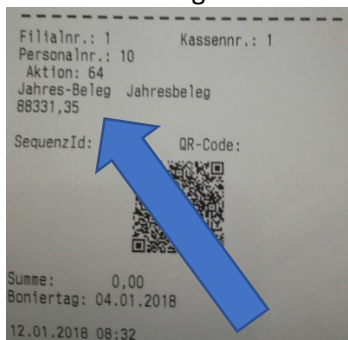 Filialnr.: 1 Kassennr.: 1
Personalnr.: 10
Aktion: 64
Jahres-Beleg Jahresbeleg
88331,35
SequenzId: QR-Code:
Summe: 0,00
Boniertag: 04.01.2018
12.01.2018 08:32